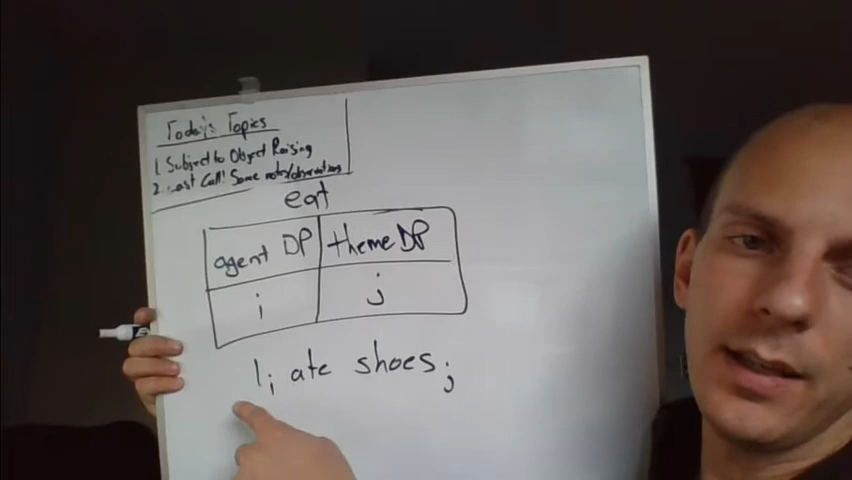 Today's Topics
1. Subject to Object Raising
2. Last Call! Some notes/observations
eat
agent DP theme DP
i j
I i ate shoes j